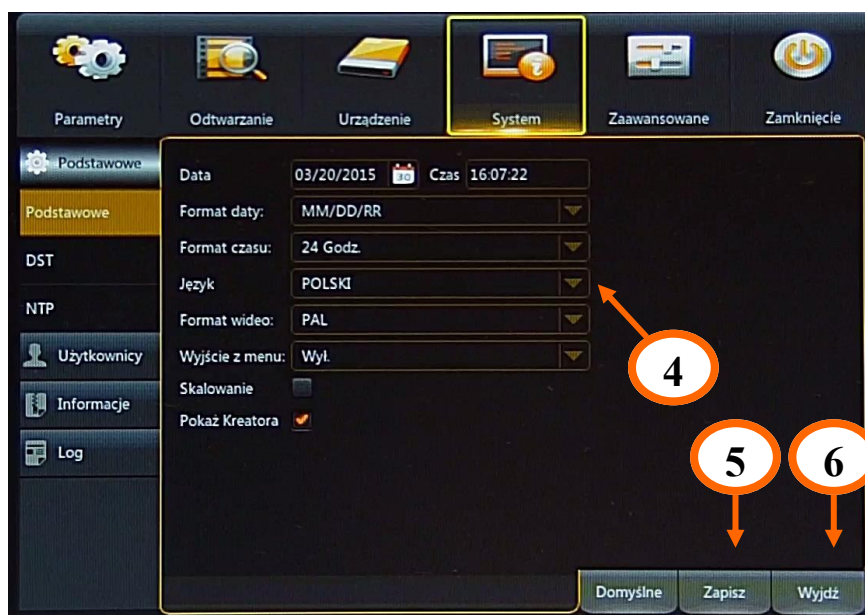 Parametry Odtwarzanie Urządzenie System Zaawansowane Zamknięcie
Podstawowe
Podstawowe
DST
NTP
Użytkownicy
Informacje
Log
Data 03/20/2015 30 Czas 16:07:22
Format daty: MM/DD/RR
Format czasu: 24 Godz.
Język POLSKI
Format wideo: PAL
Wyjście z menu: Wył.
Skalowanie
Pokaż Kreatora
4
5 6
Domyślne Zapisz Wyjdź